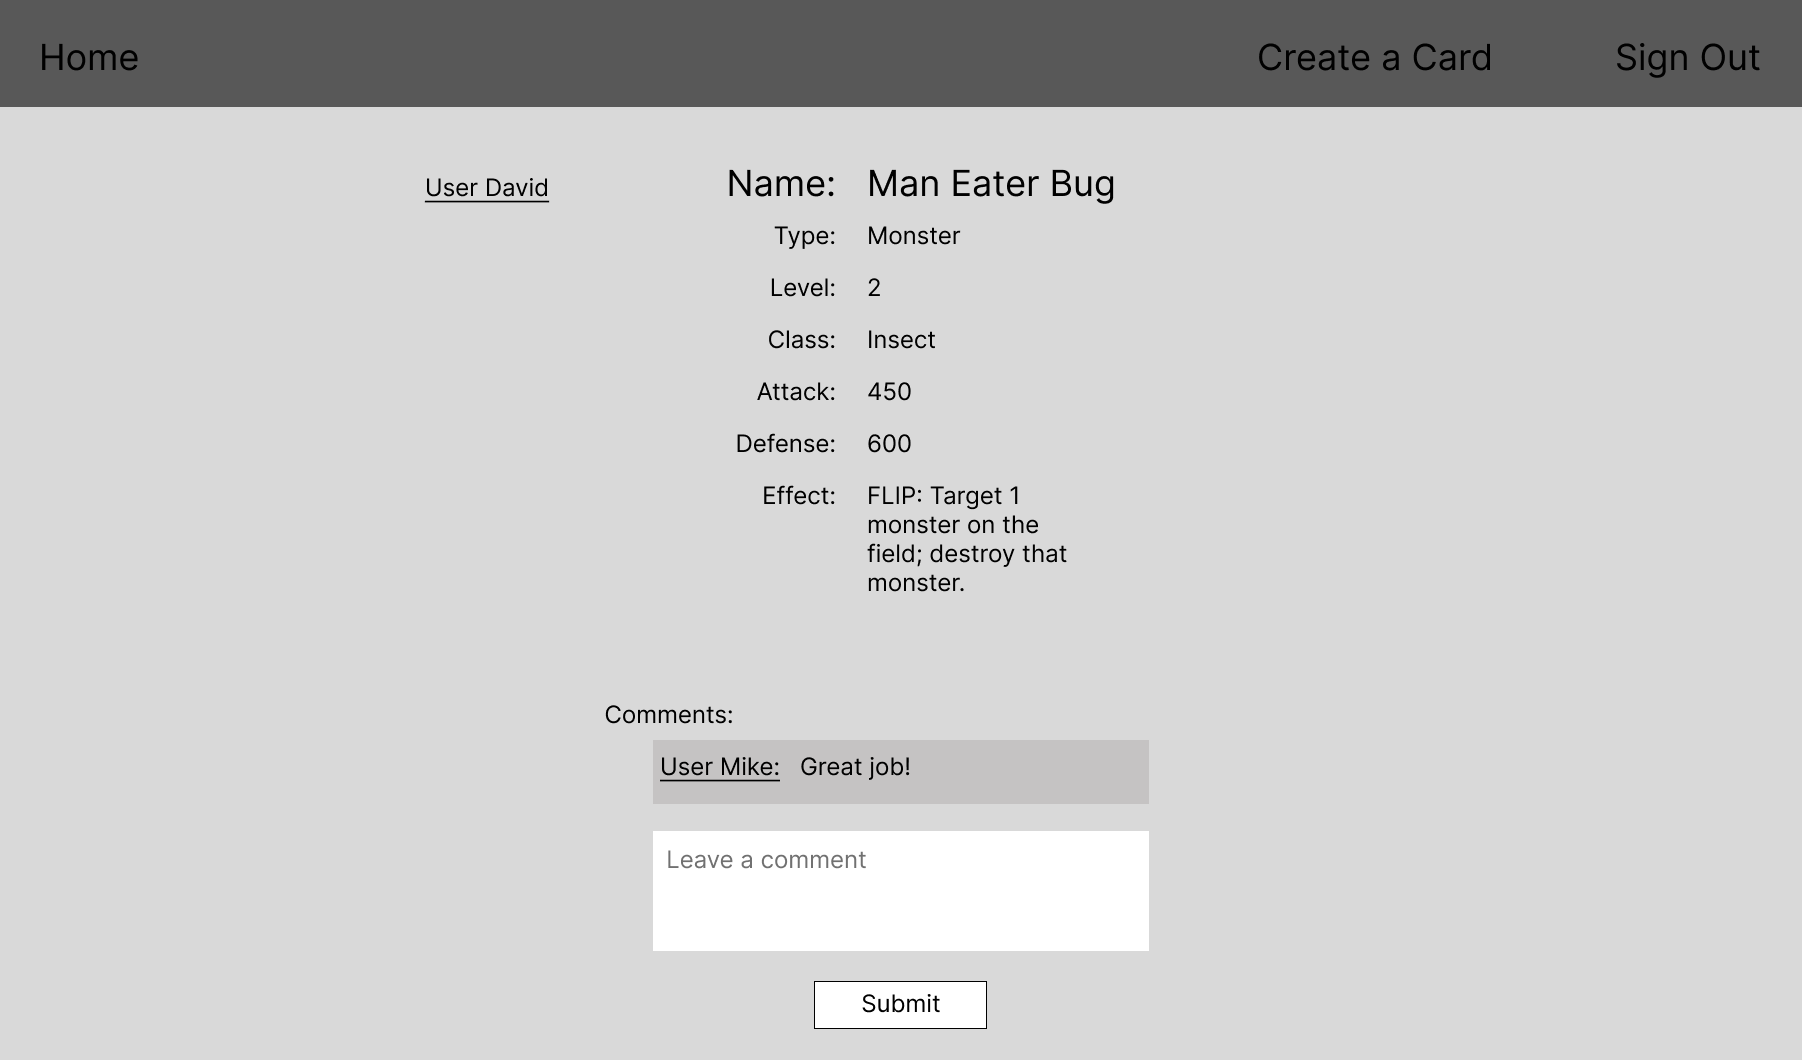 Home Create a Card Sign Out
User David
Name: Man Eater Bug
Type: Monster
Level: 2
Class: Insect
Attack: 450
Defense: 600
Effect: FLIP: Target 1
monster on the
field; destroy that
monster.
Comments:
User Mike: Great job!
Leave a comment
Submit